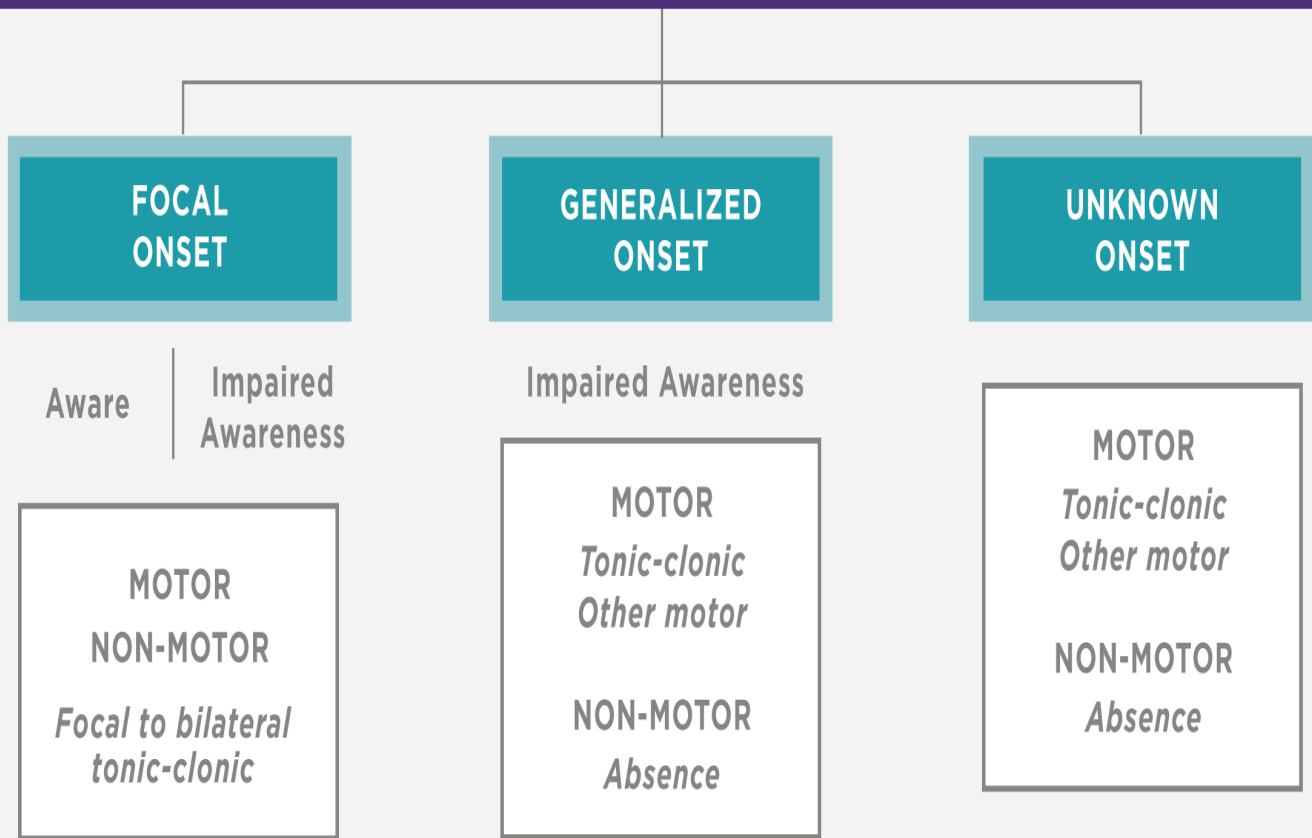 FOCAL
ONSET
Aware
Impaired
Awareness
MOTOR
NON-MOTOR
Focal to bilateral
tonic-clonic
GENERALIZED
ONSET
Impaired Awareness
MOTOR
Tonic-clonic
Other motor
NON-MOTOR
Absence
UNKNOWN
ONSET
MOTOR
Tonic-clonic
Other motor
NON-MOTOR
Absence